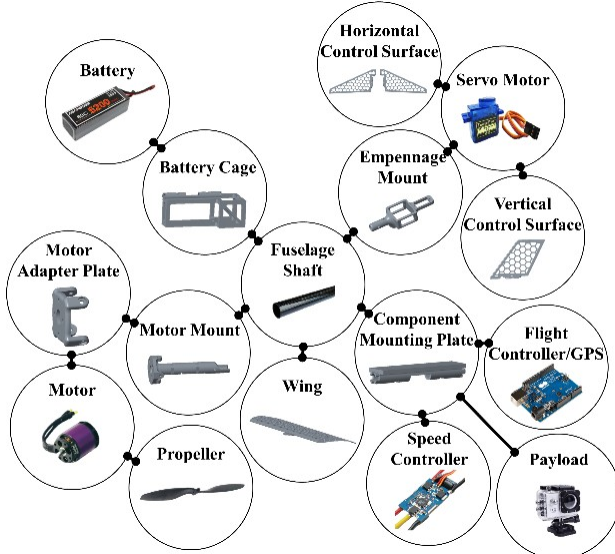 Horizontal
Control Surface
Battery
Servo Motor
5200
Battery Cage
Empennage
Mount
Vertical
Control Surface
Motor
Adapter Plate
Fuselage
Shaft
Motor Mount
Component
Mounting Plate
Flight
Controller/GPS
Wing
Motor
Propeller
Speed
Controller
Payload